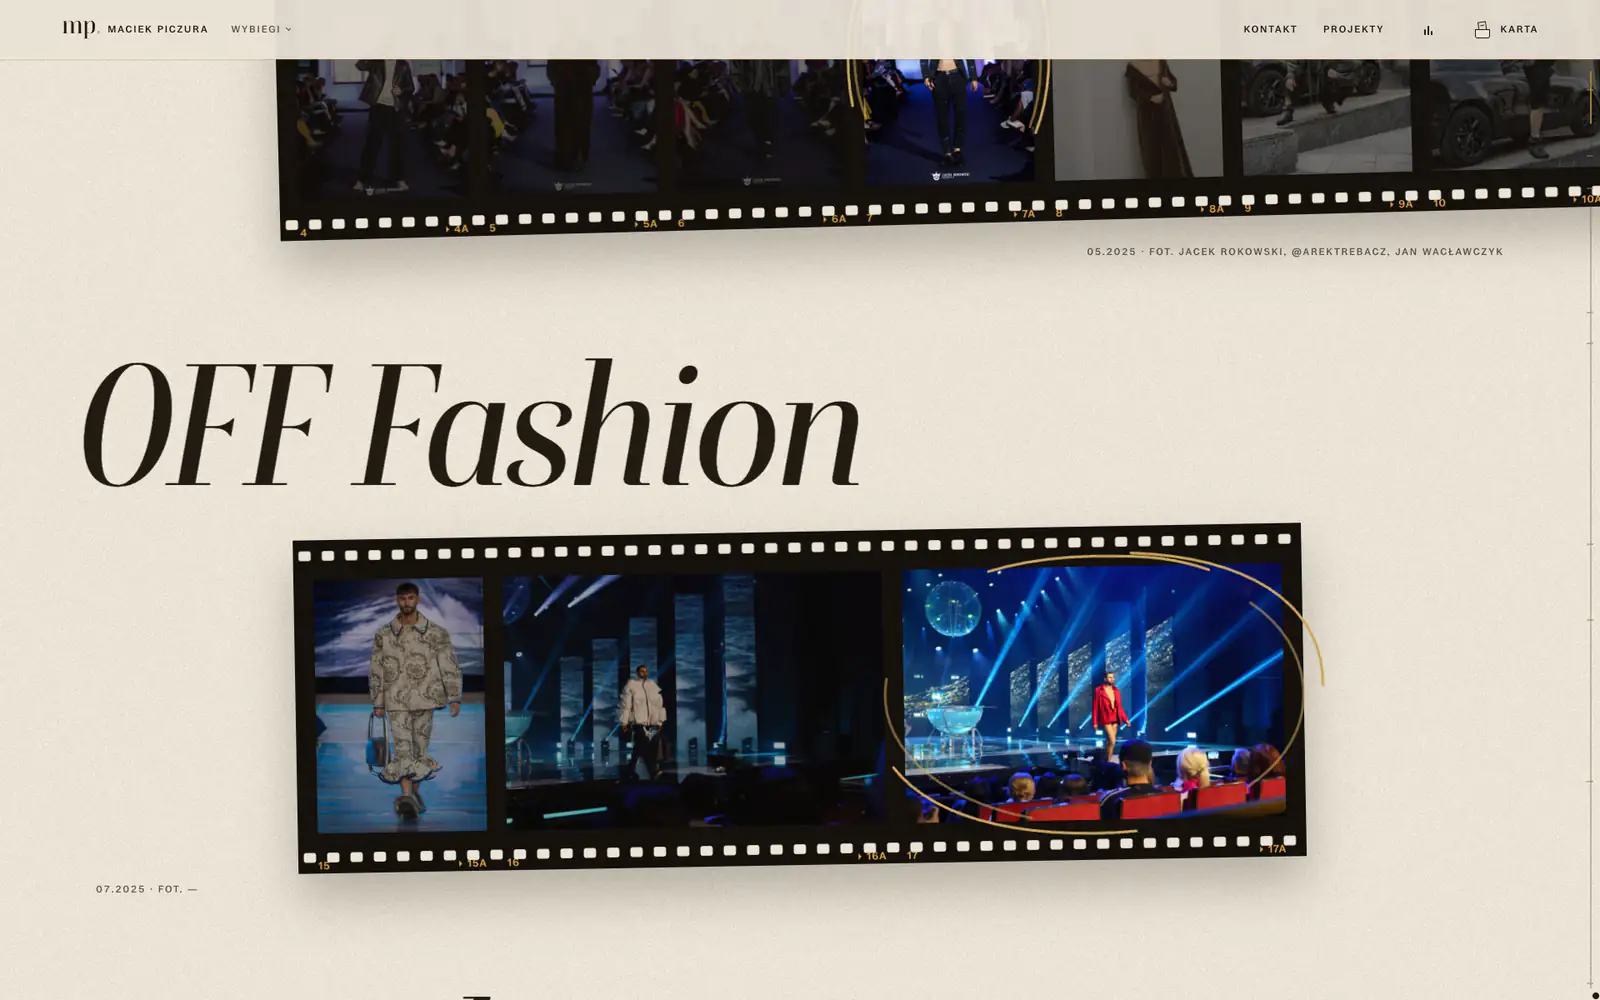 mp. MACIEK PICZURA WYBIEGI KONTAKT PROJEKTY KARTA
4 4A 5 5A 6 6A 7 7A 8 8A 9 9A 10 10A
05.2025 · FOT. JACEK ROKOWSKI, @AREKTREBACZ, JAN WACŁAWCZYK
OFF Fashion
15 15A 16 16A 17 17A
07.2025 · FOT. —